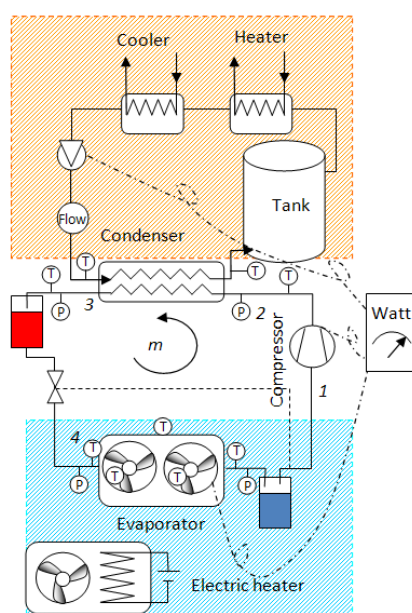 Cooler
Heater
Flow
Tank
Condenser
T
T
T
T
3
P
P
2
m
Compressor
Watt
1
4
T
T
T
T
T
P
P
Evaporator
Electric heater